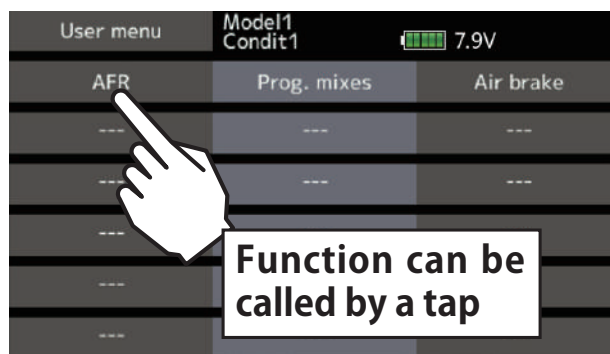 User menu
Model1
Condit1 7.9V
AFR Prog. mixes Air brake
--- --- ---
--- --- ---
---
---
---
Function can be
called by a tap